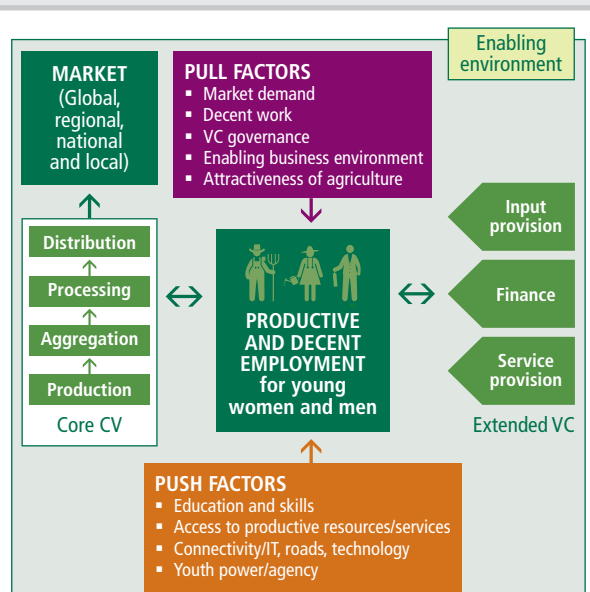 Enabling
environment
MARKET
(Global,
regional,
national
and local)
PULL FACTORS
▪ Market demand
▪ Decent work
▪ VC governance
▪ Enabling business environment
▪ Attractiveness of agriculture
Distribution
Processing
Aggregation
Production
Core CV
PRODUCTIVE
AND DECENT
EMPLOYMENT
for young
women and men
Input
provision
Finance
Service
provision
Extended VC
PUSH FACTORS
▪ Education and skills
▪ Access to productive resources/services
▪ Connectivity/IT, roads, technology
▪ Youth power/agency